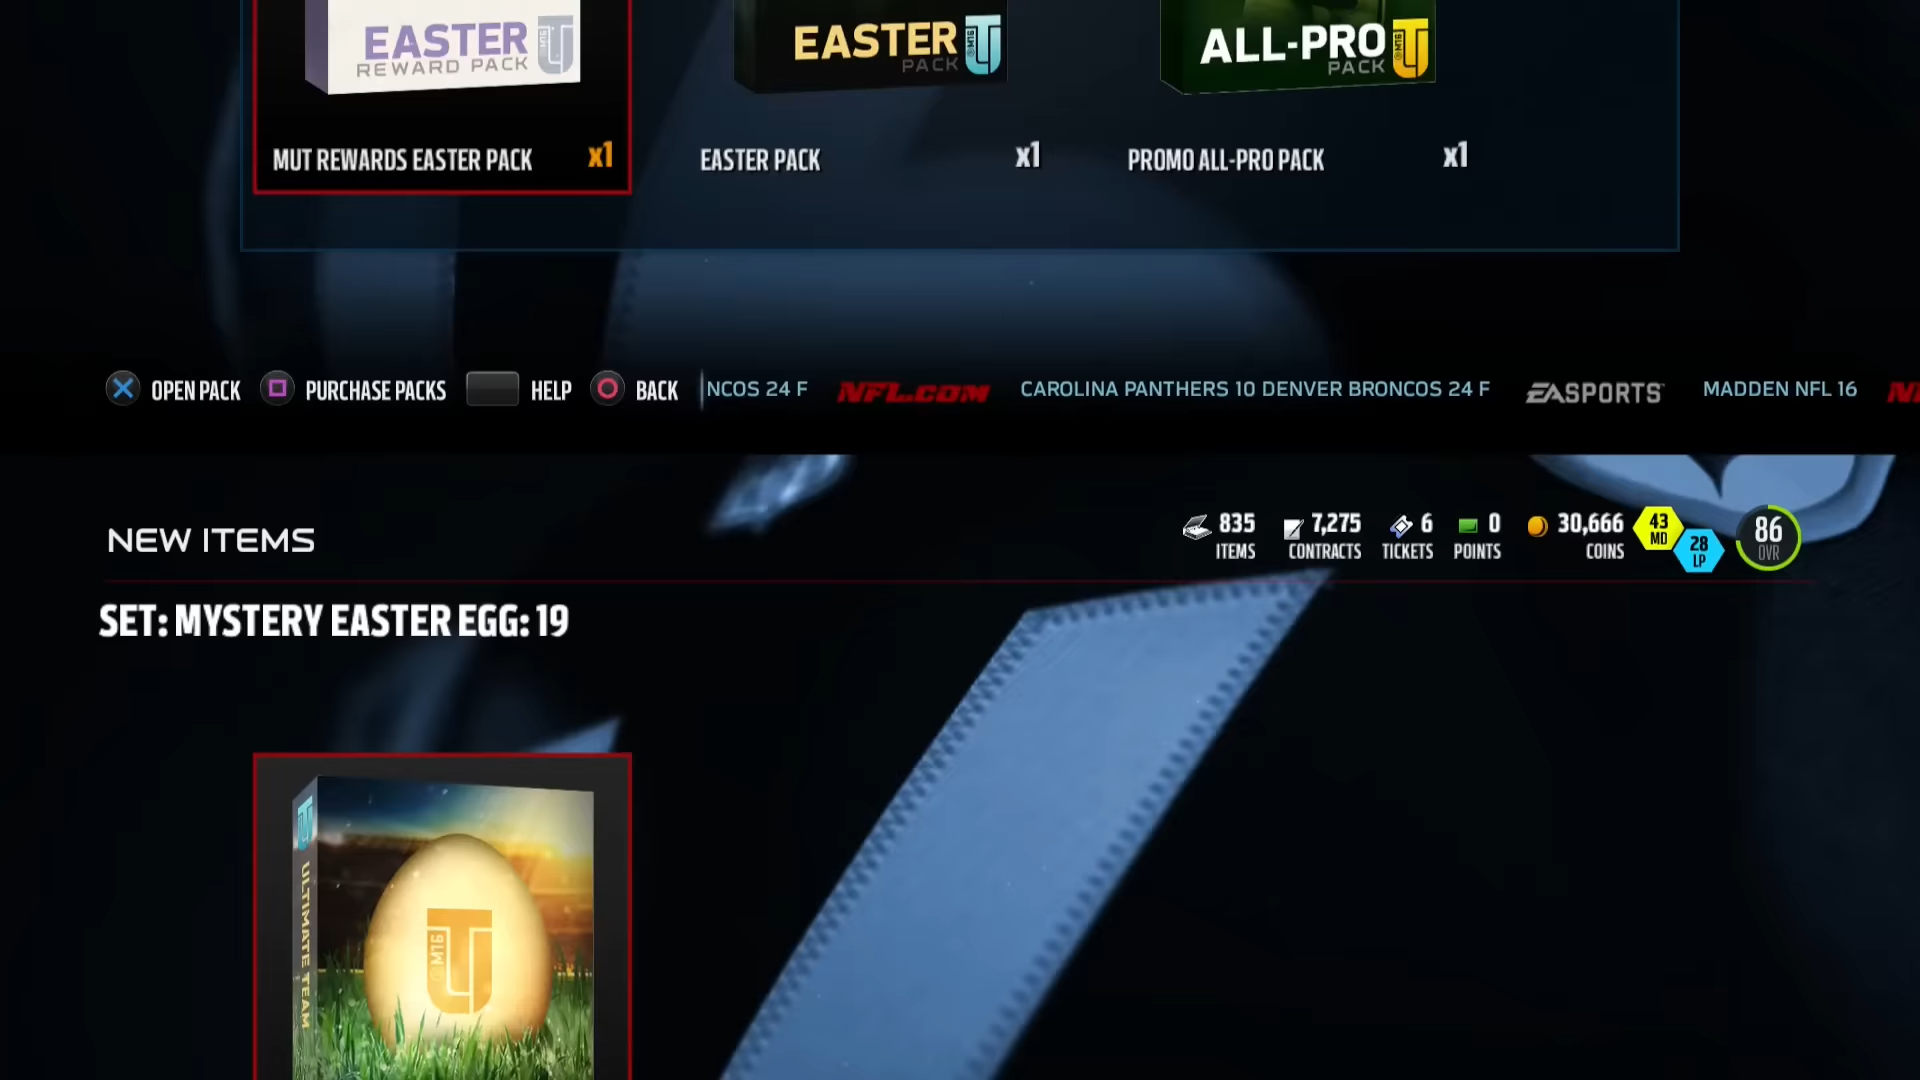 EASTER
REWARD PACK
EASTER
PACK
ALL-PRO
PACK
MUT REWARDS EASTER PACK x1
EASTER PACK x1
PROMO ALL-PRO PACK x1
OPEN PACK PURCHASE PACKS HELP BACK NCOS 24 F NFL.COM CAROLINA PANTHERS 10 DENVER BRONCOS 24 F EA SPORTS MADDEN NFL 16
NEW ITEMS
835 ITEMS
7,275 CONTRACTS
6 TICKETS
0 POINTS
30,666 COINS
43 MD
28 LP
86 OVR
SET: MYSTERY EASTER EGG: 19
ULTIMATE TEAM
M16